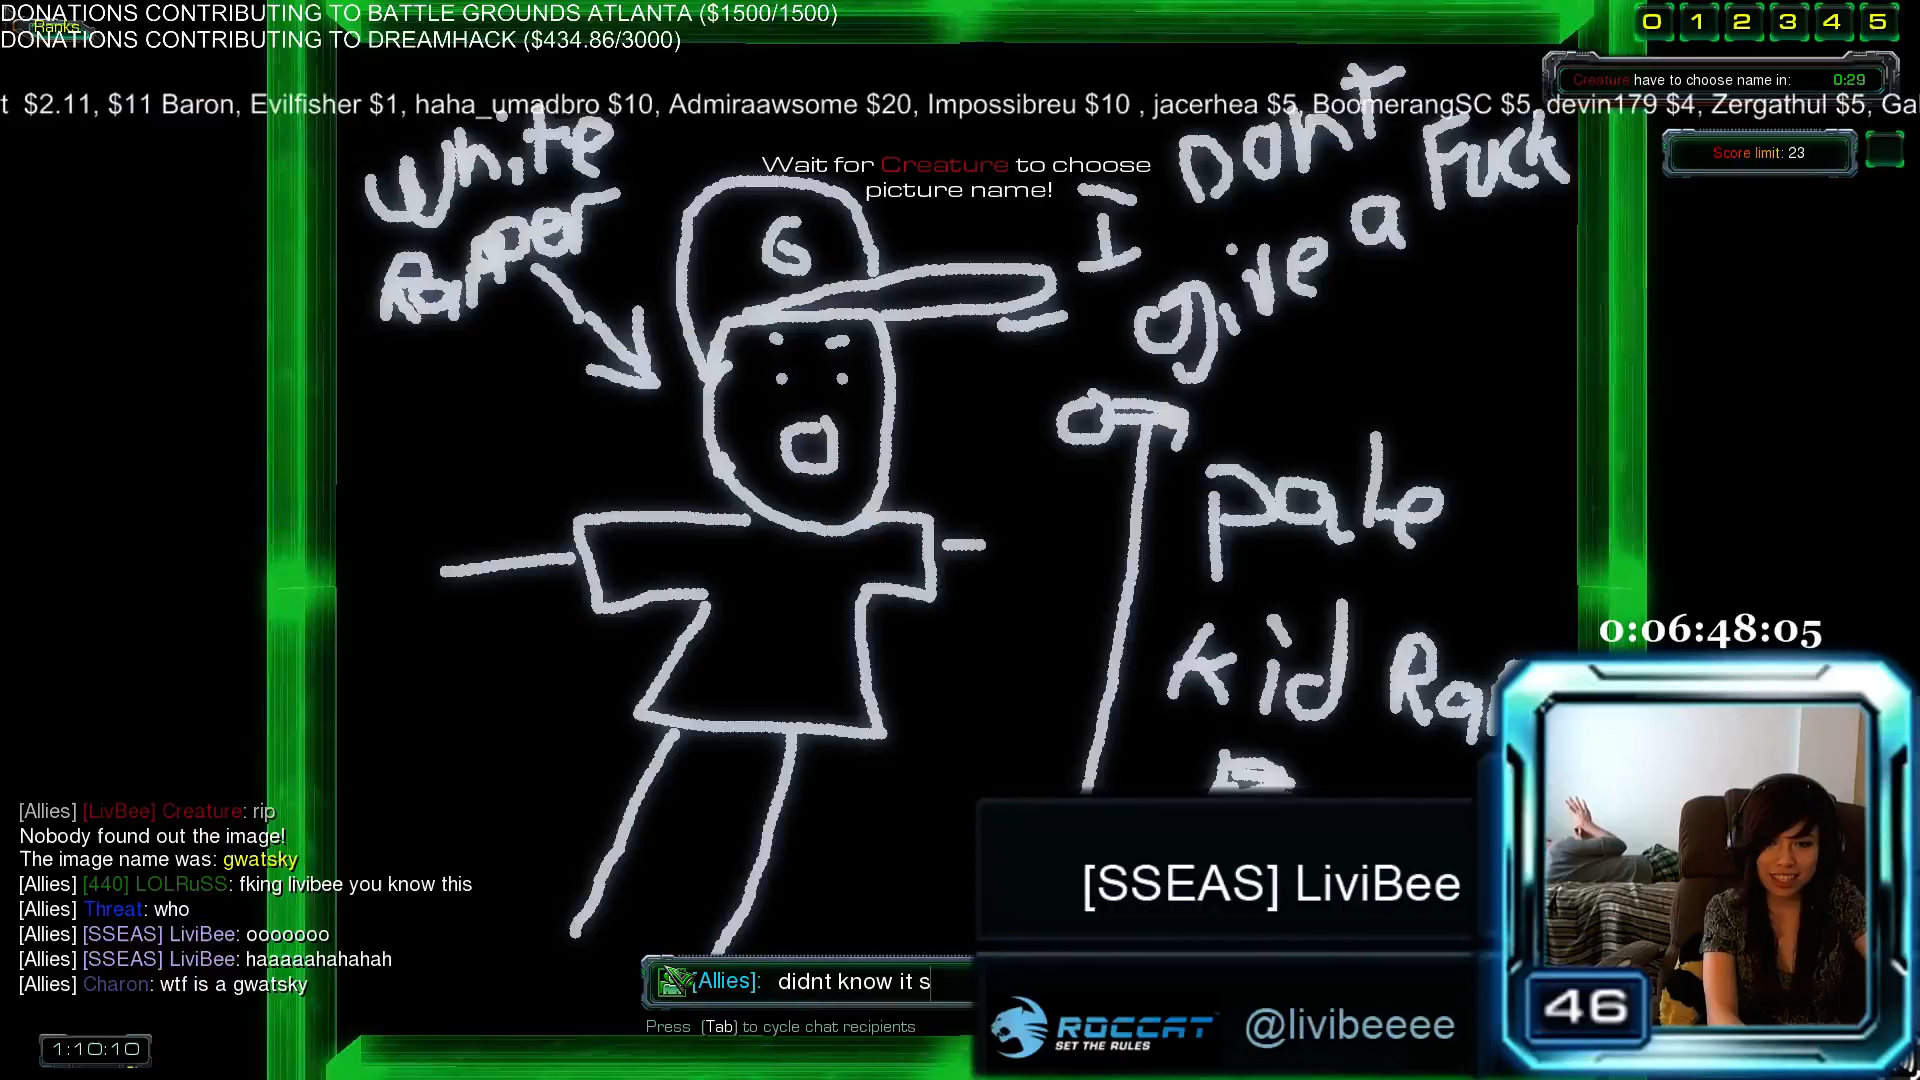 DONATIONS CONTRIBUTING TO BATTLE GROUNDS ATLANTA ($1500/1500)
Ranks
DONATIONS CONTRIBUTING TO DREAMHACK ($434.86/3000)
0 1 2 3 4 5
Creature have to choose name in: 0:29
t $2.11, $11 Baron, Evilfisher $1, haha_umadbro $10, Admiraawsome $20, Impossibreu $10 , jacerhea $5, BoomerangSC $5, devin179 $4, Zergathul $5, Gal
Score limit: 23
Wait for Creature to choose
picture name!
White
Rapper
G
I Dont
give a Fuck
pale
kid Rap
0:06:48:05
[Allies] [LivBee] Creature: rip
Nobody found out the image!
The image name was: gwatsky
[Allies] [440] LOLRuSS: fking livibee you know this
[Allies] Threat: who
[Allies] [SSEAS] LiviBee: ooooooo
[Allies] [SSEAS] LiviBee: haaaaahahahah
[Allies] Charon: wtf is a gwatsky
[Allies]: didnt know it s
Press (Tab) to cycle chat recipients
1:10:10
[SSEAS] LiviBee
ROCCAT
SET THE RULES
@livibeeee
46